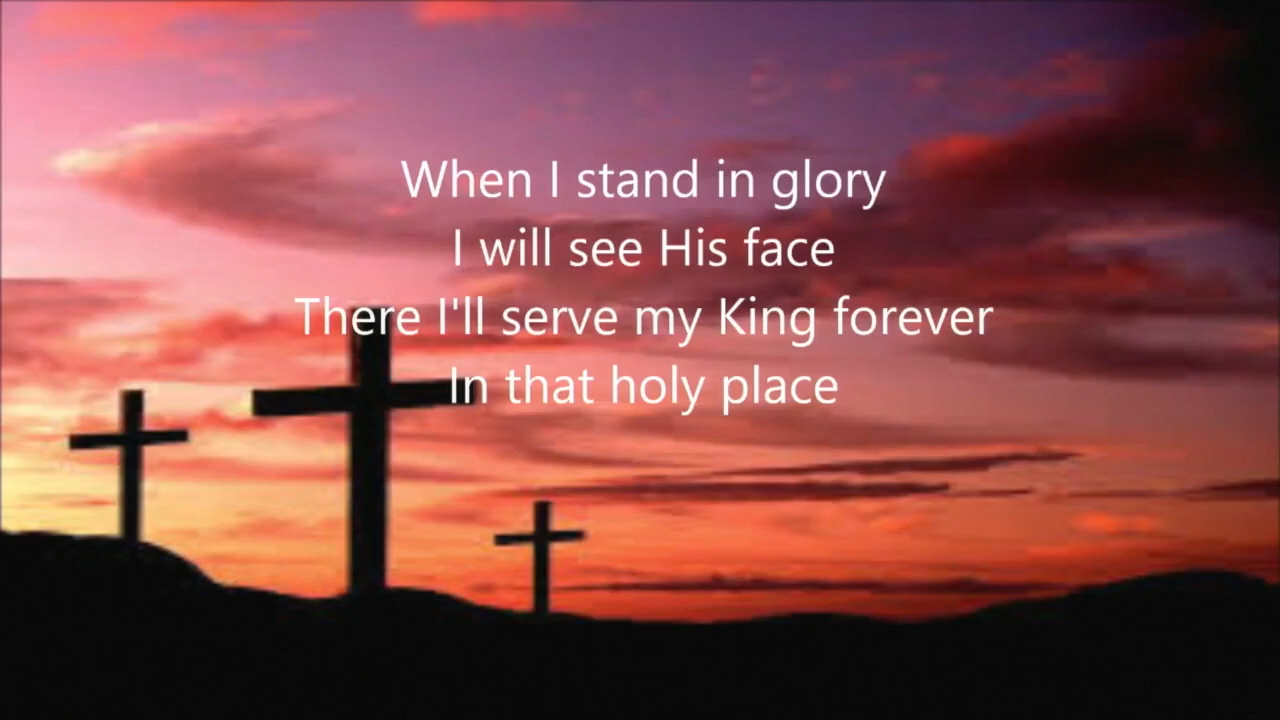 When I stand in glory
I will see His face
There I'll serve my King forever
In that holy place